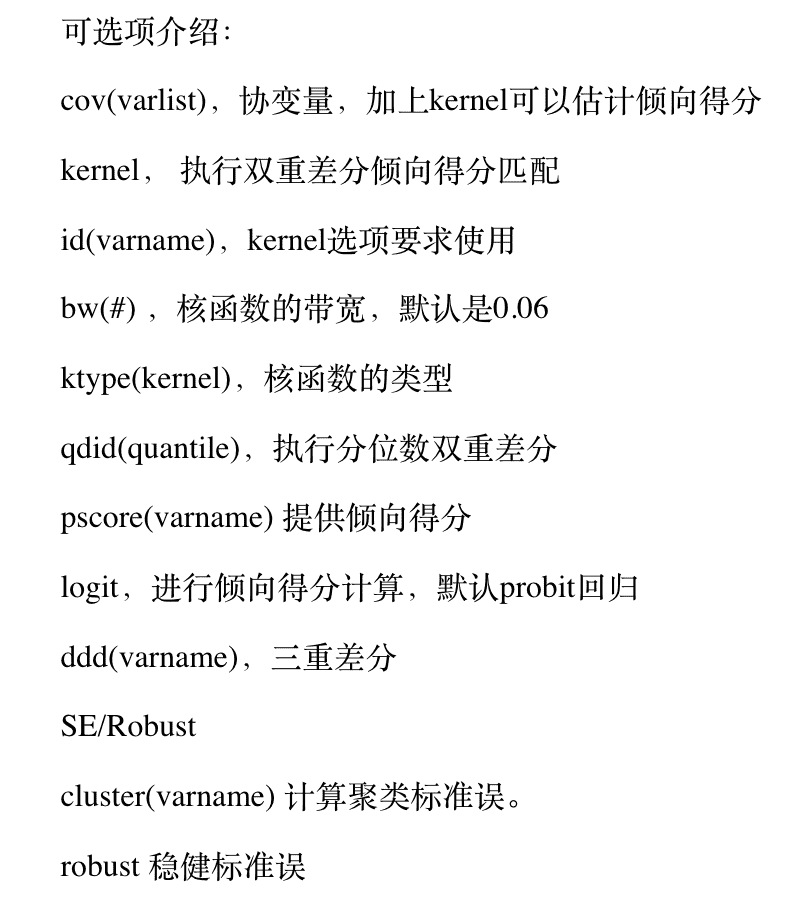 可选项介绍：
cov(varlist)，协变量，加上kernel可以估计倾向得分
kernel， 执行双重差分倾向得分匹配
id(varname)，kernel选项要求使用
bw(#) ，核函数的带宽，默认是0.06
ktype(kernel)，核函数的类型
qdid(quantile)，执行分位数双重差分
pscore(varname) 提供倾向得分
logit，进行倾向得分计算，默认probit回归
ddd(varname)，三重差分
SE/Robust
cluster(varname) 计算聚类标准误。
robust 稳健标准误